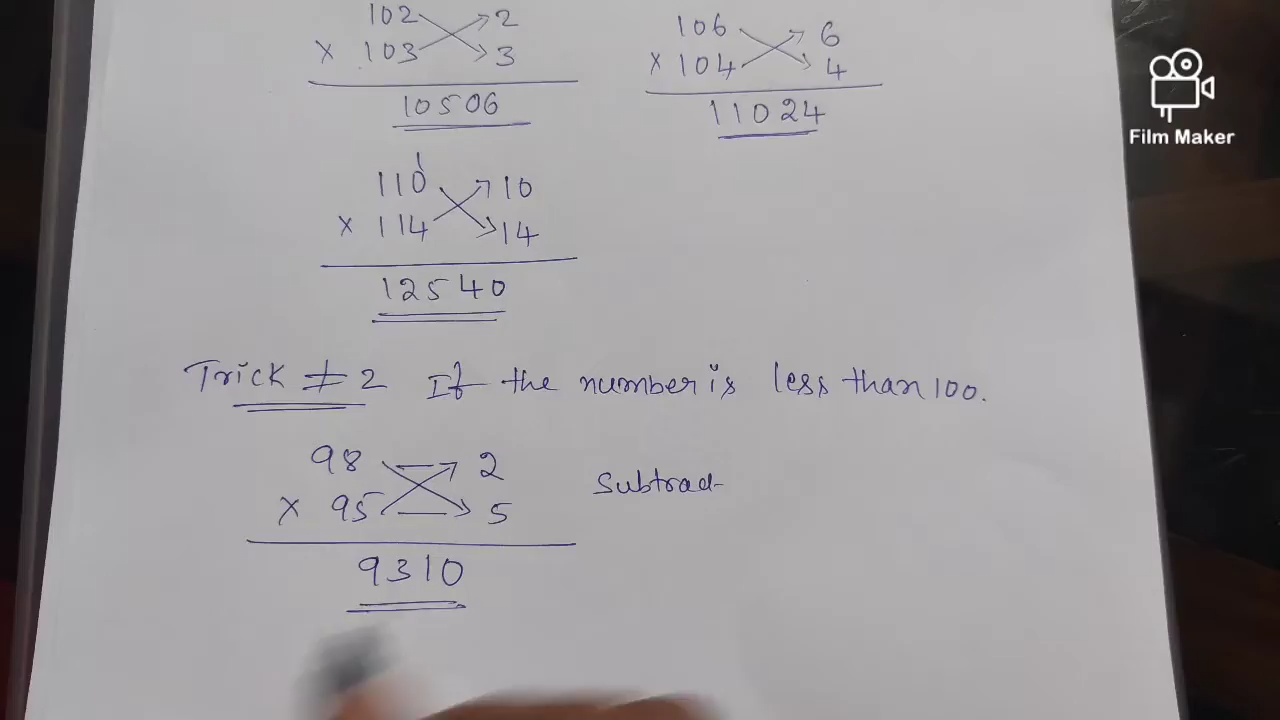 102 2
x 103 3
10506
106 6
x 104 4
11024
1
110 10
x 114 14
12540
Trick # 2 If the number is less than 100.
98 2
x 95 5
Subtract
9310
Film Maker